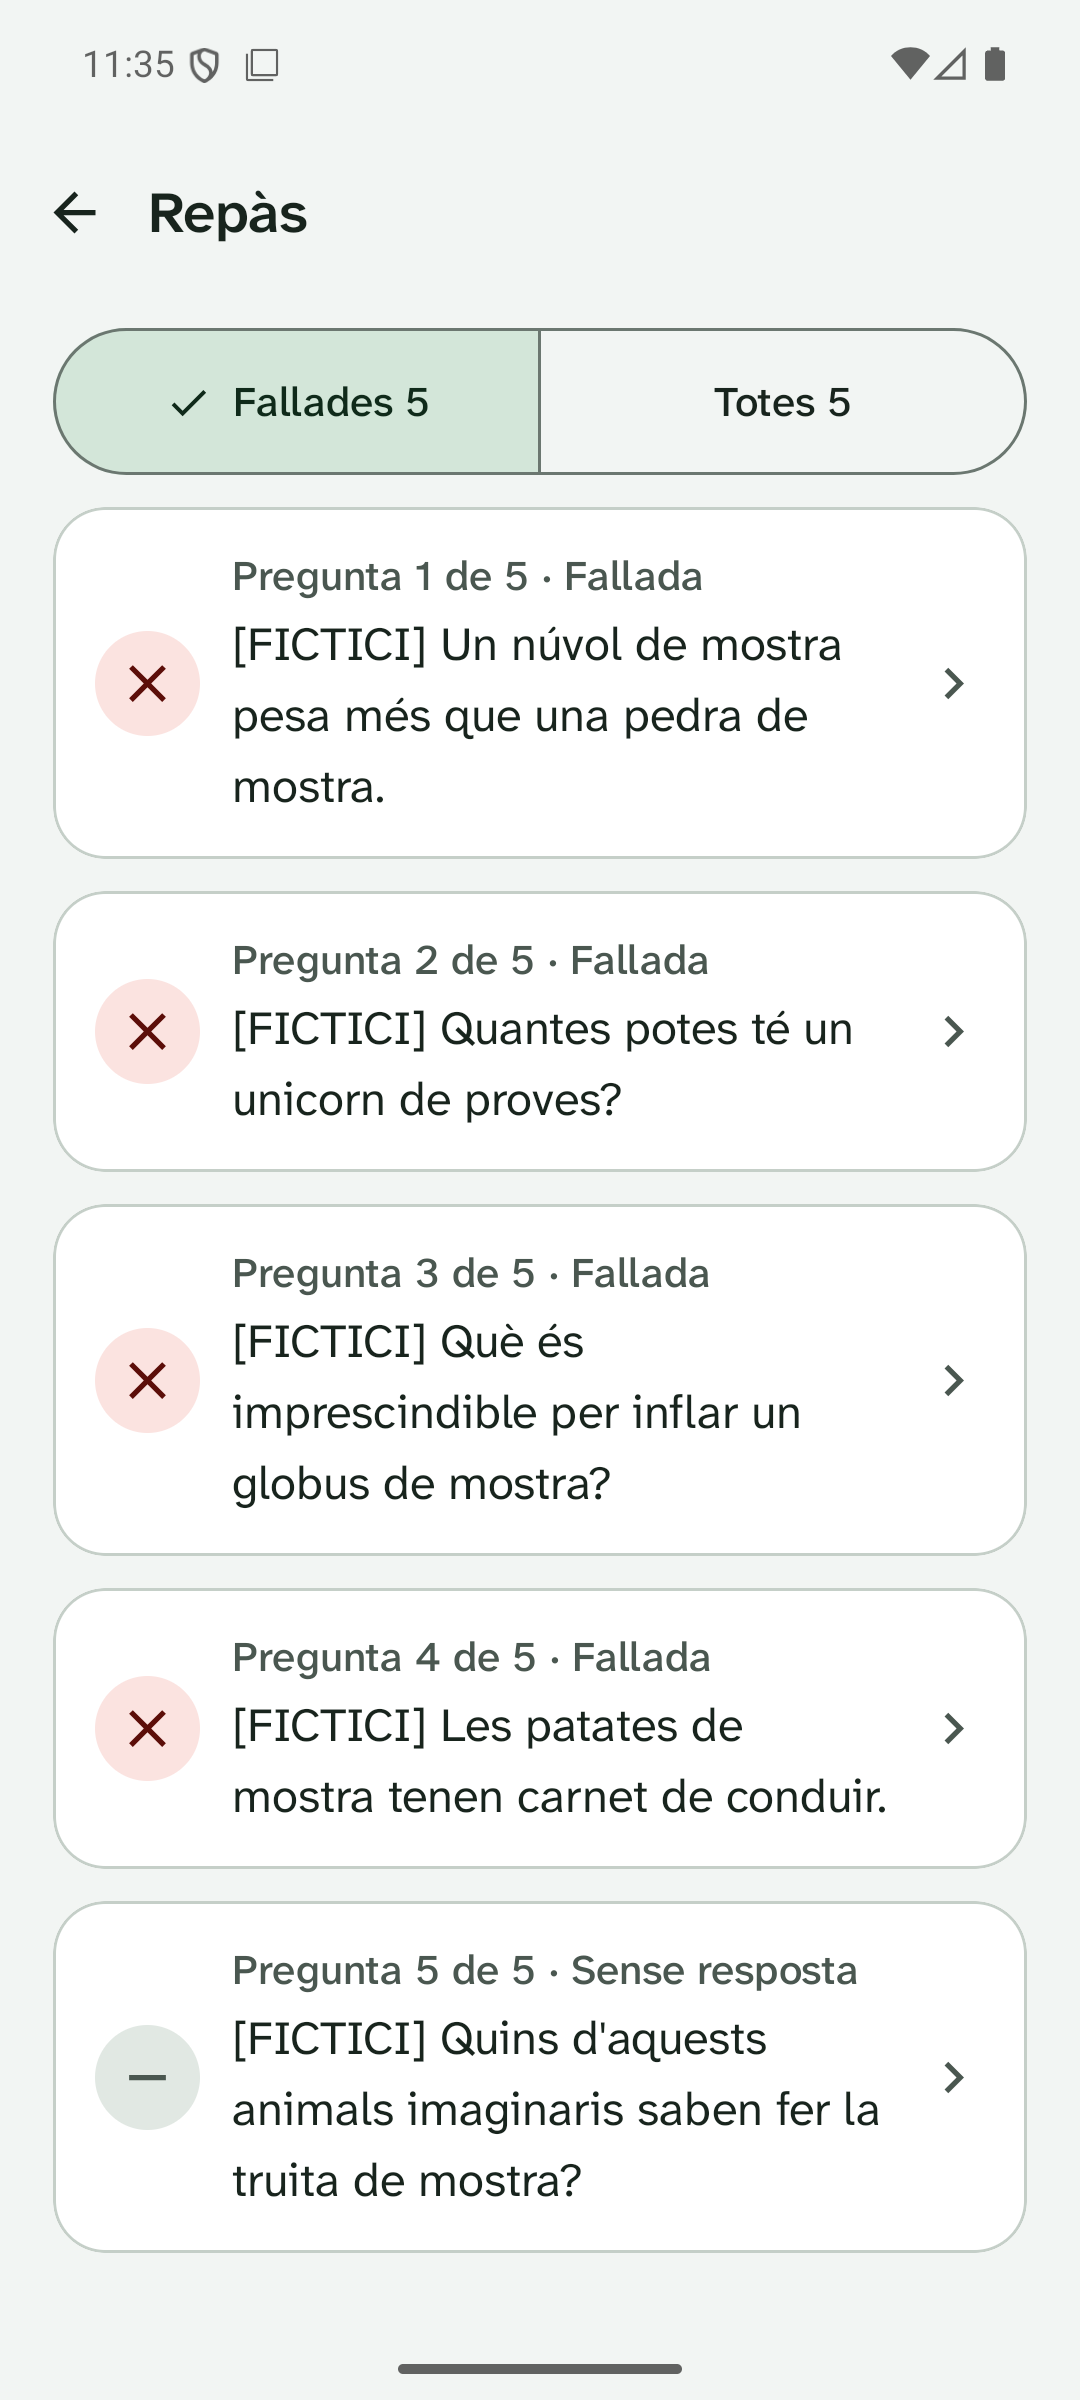 11:35
Repàs
Fallades 5
Totes 5
Pregunta 1 de 5 · Fallada
[FICTICI] Un núvol de mostra
pesa més que una pedra de
mostra.
Pregunta 2 de 5 · Fallada
[FICTICI] Quantes potes té un
unicorn de proves?
Pregunta 3 de 5 · Fallada
[FICTICI] Què és
imprescindible per inflar un
globus de mostra?
Pregunta 4 de 5 · Fallada
[FICTICI] Les patates de
mostra tenen carnet de conduir.
Pregunta 5 de 5 · Sense resposta
[FICTICI] Quins d'aquests
animals imaginaris saben fer la
truita de mostra?